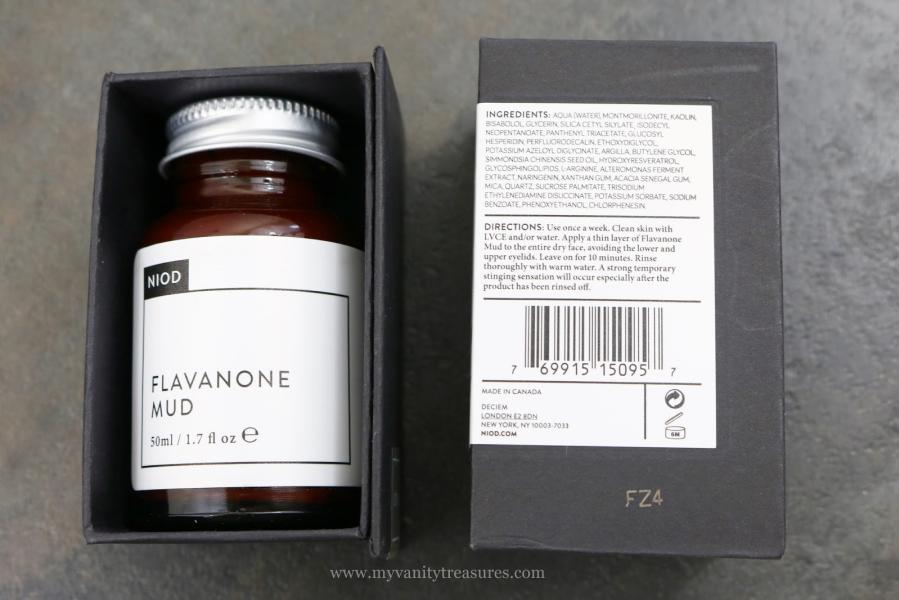 NIOD
FLAVANONE
MUD
50ml / 1.7 fl oz ℮
INGREDIENTS: AQUA (WATER), MONTMORILLONITE, KAOLIN,
BISABOLOL, GLYCERIN, SILICA CETYL SILYLATE, ISODECYL
NEOPENTANOATE, PANTHENYL TRIACETATE, GLUCOSYL
HESPERIDIN, PERFLUORODECALIN, ETHOXYDIGLYCOL,
POTASSIUM AZELOYL DIGLYCINATE, ARGILLA, BUTYLENE GLYCOL,
SIMMONDSIA CHINENSIS SEED OIL, HYDROXYRESVERATROL,
GLYCOSPHINGOLIPIDS, L-ARGININE, ALTEROMONAS FERMENT
EXTRACT, NARINGENIN, XANTHAN GUM, ACACIA SENEGAL GUM,
MICA, QUARTZ, SUCROSE PALMITATE, TRISODIUM
ETHYLENEDIAMINE DISUCCINATE, POTASSIUM SORBATE, SODIUM
BENZOATE, PHENOXYETHANOL, CHLORPHENESIN.
DIRECTIONS: Use once a week. Clean skin with
LVCE and/or water. Apply a thin layer of Flavanone
Mud to the entire dry face, avoiding the lower and
upper eyelids. Leave on for 10 minutes. Rinse
thoroughly with warm water. A strong temporary
stinging sensation will occur especially after the
product has been rinsed off.
7 69915 15095 7
MADE IN CANADA
DECIEM
LONDON E2 8DN
NEW YORK, NY 10003-7033
NIOD.COM
6M
FZ4
www.myvanitytreasures.com